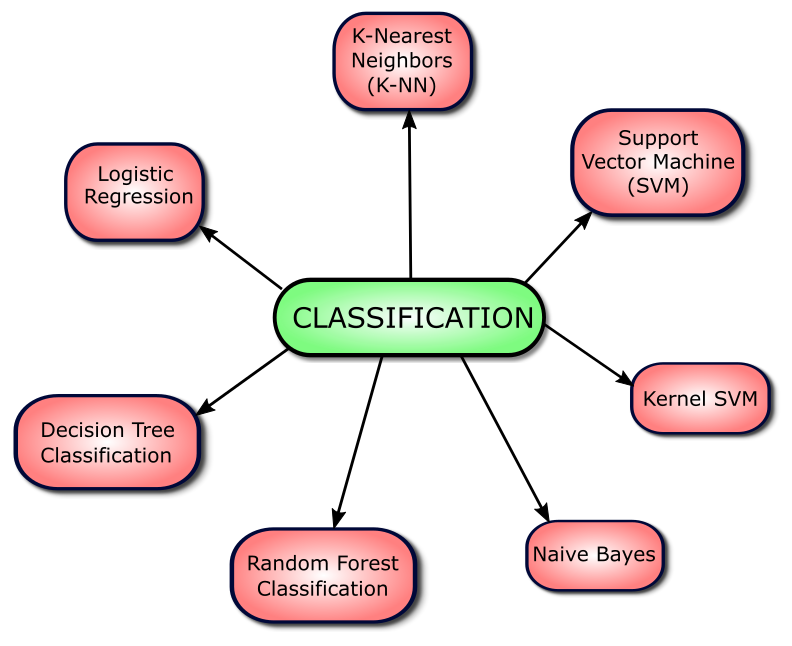 K-Nearest
Neighbors
(K-NN)
Support
Vector Machine
(SVM)
Logistic
Regression
CLASSIFICATION
Kernel SVM
Decision Tree
Classification
Random Forest
Classification
Naive Bayes